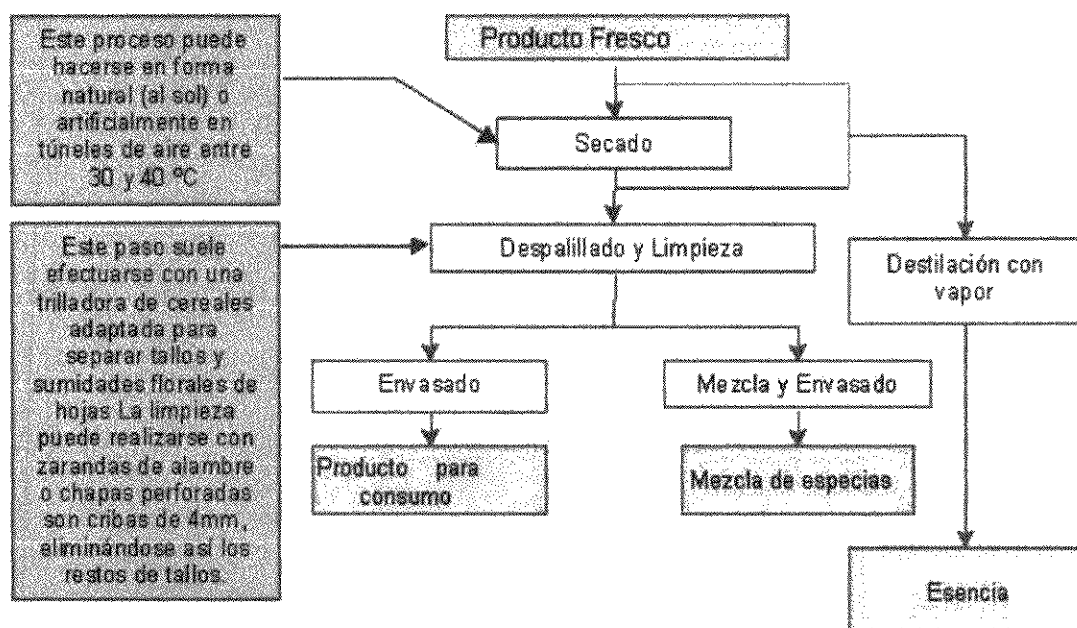 Este proceso puede
hacerse en forma
natural (al sol) o
artificialmente en
túneles de aire entre
30 y 40 ºC
Producto Fresco
Secado
Este paso suele
efectuarse con una
trilladora de cereales
adaptada para
separar tallos y
sumidades florales de
hojas La limpieza
puede realizarse con
zarandas de alambre
o chapas perforadas
son cribas de 4mm,
eliminándose así los
restos de tallos.
Despalillado y Limpieza
Destilación con
vapor
Envasado
Mezcla y Envasado
Producto para
consumo
Mezcla de especias
Esencia